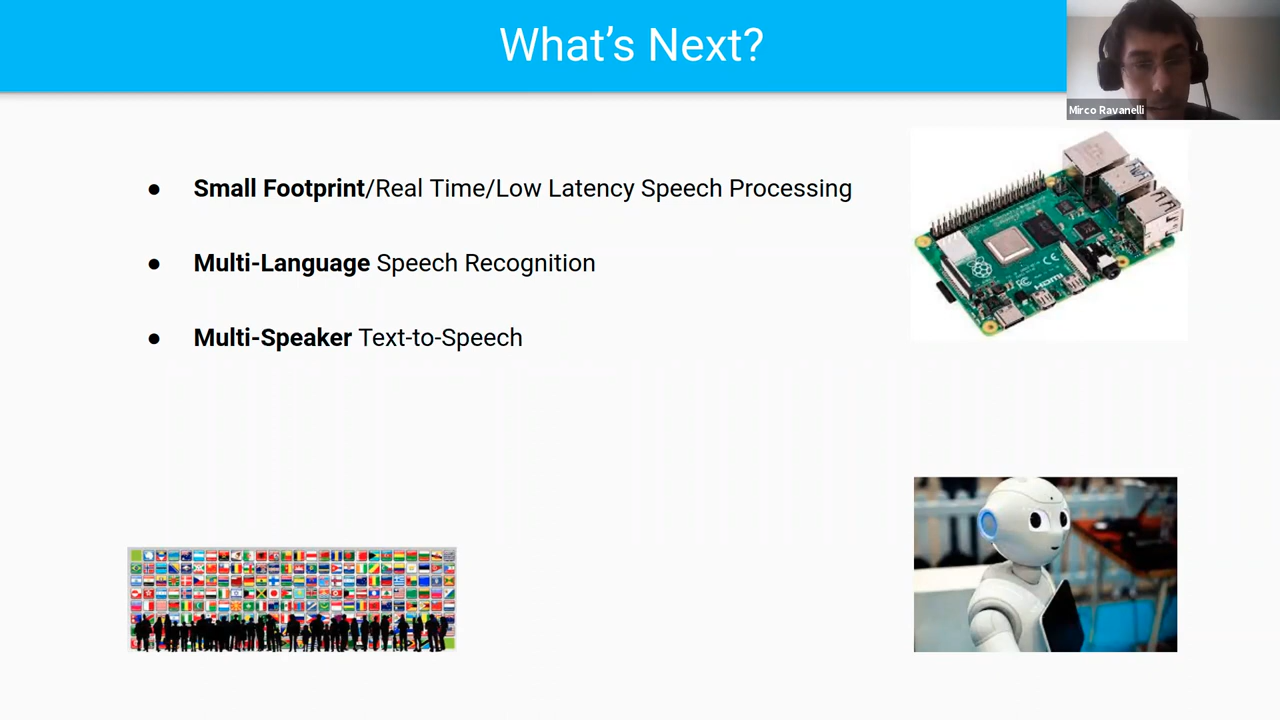 What's Next?
Mirco Ravanelli
● Small Footprint/Real Time/Low Latency Speech Processing
● Multi-Language Speech Recognition
● Multi-Speaker Text-to-Speech
HDMI